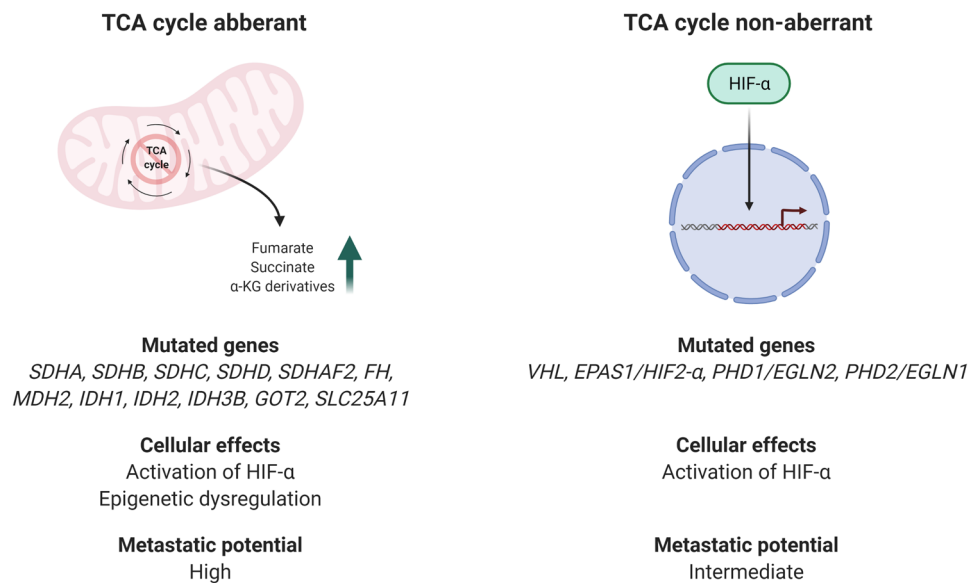 TCA cycle abberant
TCA
cycle
Fumarate
Succinate
α-KG derivatives
Mutated genes
SDHA, SDHB, SDHC, SDHD, SDHAF2, FH,
MDH2, IDH1, IDH2, IDH3B, GOT2, SLC25A11
Cellular effects
Activation of HIF-α
Epigenetic dysregulation
Metastatic potential
High
TCA cycle non-aberrant
HIF-α
Mutated genes
VHL, EPAS1/HIF2-α, PHD1/EGLN2, PHD2/EGLN1
Cellular effects
Activation of HIF-α
Metastatic potential
Intermediate